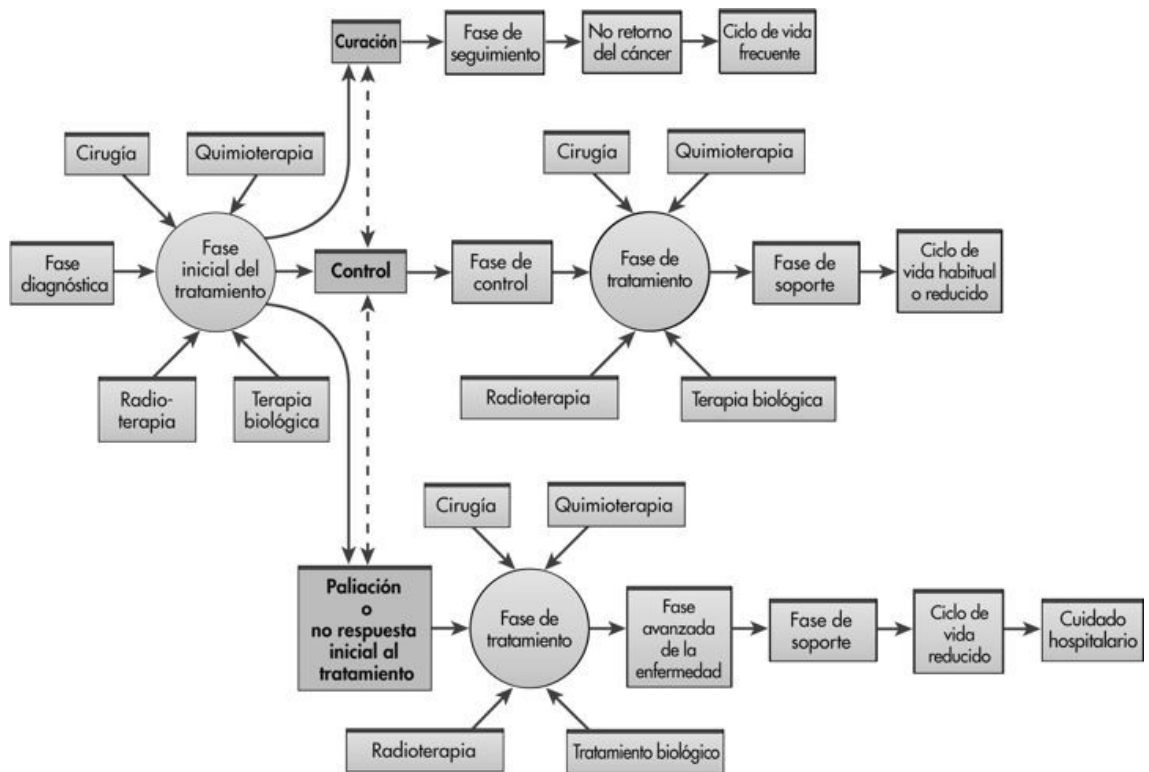 Curación
Fase de
seguimiento
No retorno
del cáncer
Ciclo de vida
frecuente
Cirugía
Quimioterapia
Fase
diagnóstica
Fase
inicial del
tratamiento
Radio-
terapia
Terapia
biológica
Control
Fase de
control
Cirugía
Quimioterapia
Fase de
tratamiento
Radioterapia
Terapia biológica
Fase de
soporte
Ciclo de
vida habitual
o reducido
Paliación
o
no respuesta
inicial al
tratamiento
Cirugía
Quimioterapia
Fase de
tratamiento
Radioterapia
Tratamiento biológico
Fase
avanzada
de la
enfermedad
Fase de
soporte
Ciclo de
vida
reducido
Cuidado
hospitalario